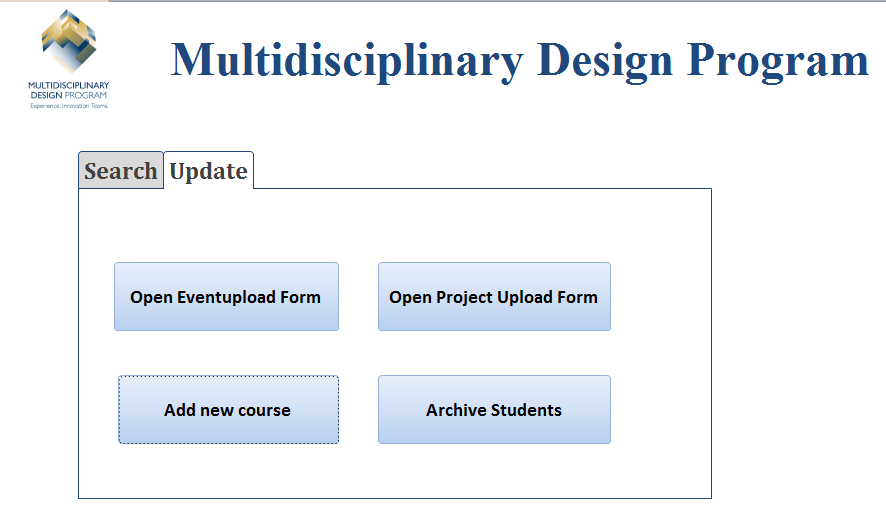 Multidisciplinary Design Program
MULTIDISCIPLINARY
DESIGN PROGRAM
Experience. Innovation. Teams.
Search
Update
Open Eventupload Form
Open Project Upload Form
Add new course
Archive Students